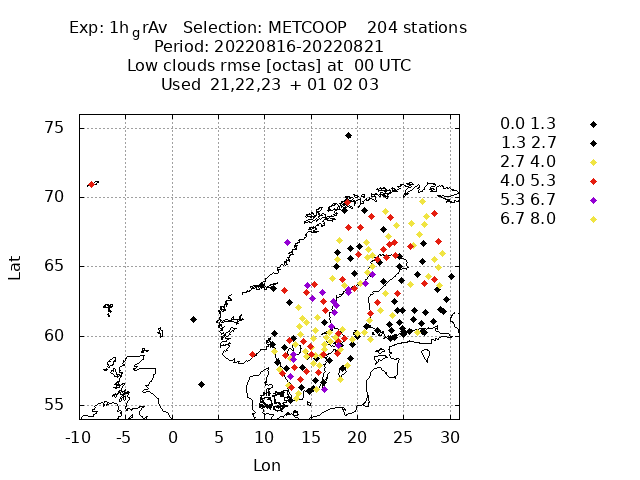 Exp: 1h grAv Selection: METCOOP 204 stations
Period: 20220816-20220821
Low clouds rmse [octas] at 00 UTC
Used 21,22,23 + 01 02 03
75
70
65
60
55
-10 -5 0 5 10 15 20 25 30
Lat
Lon
0.0 1.3
1.3 2.7
2.7 4.0
4.0 5.3
5.3 6.7
6.7 8.0